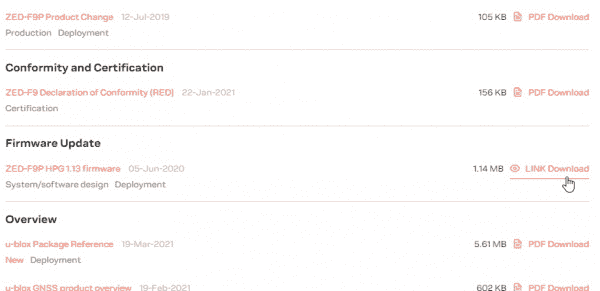 ZED-F9P Product Change 12-Jul-2019 105 KB PDF Download
Production Deployment
Conformity and Certification
ZED-F9 Declaration of Conformity (RED) 22-Jan-2021 156 KB PDF Download
Certification
Firmware Update
ZED-F9P HPG 1.13 firmware 05-Jun-2020 1.14 MB LINK Download
System/software design Deployment
Overview
u-blox Package Reference 19-Mar-2021 5.61 MB PDF Download
New Deployment
u-blox GNSS product overview 19-Feb-2021 602 KB PDF Download